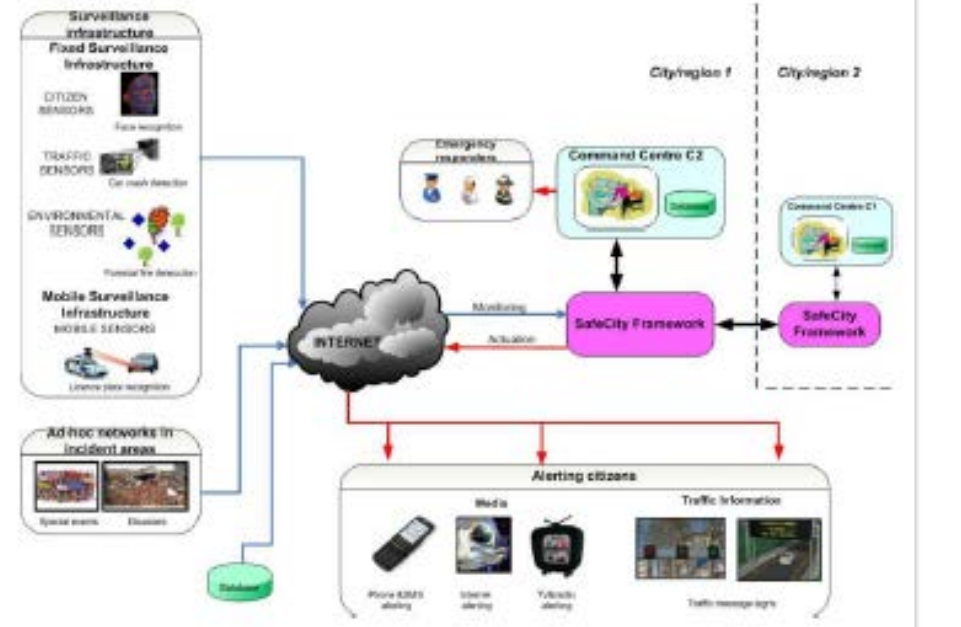 Surveillance
infrastructure
Fixed Surveillance
Infrastructure
CITIZEN
SENSORS
Face recognition
TRAFFIC
SENSORS
Car crash detection
ENVIRONMENTAL
SENSORS
Potential fire detection
Mobile Surveillance
Infrastructure
MOBILE SENSORS
Licence plate recognition
Ad-hoc networks in
incident areas
Special events
Disasters
Database
INTERNET
Monitoring
Actuation
Emergency
responders
Command Centre C2
Database
SafeCity Framework
City/region 1
City/region 2
Command Centre C1
SafeCity
Framework
Alerting citizens
Media
Traffic Information
Phone &SMS
alerting
Internet
alerting
TV/Radio
alerting
Traffic message signs